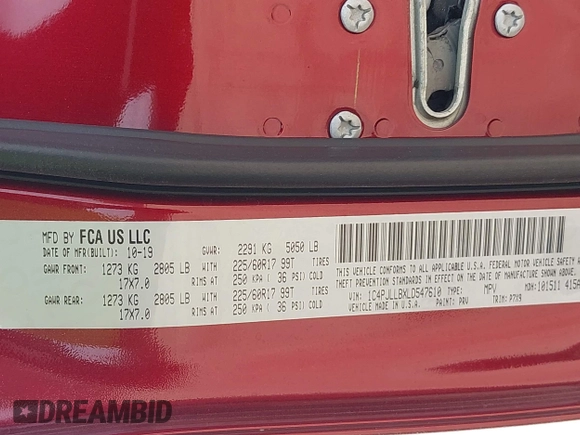 MFD BY FCA US LLC
DATE OF MFR(BUILT): 10-19
GVWR: 2291 KG 5050 LB
GAWR FRONT: 1273 KG 2805 LB WITH 225/60R17 99T TIRES
17X7.0 RIMS AT 250 KPA ( 36 PSI) COLD
GAWR REAR: 1273 KG 2805 LB WITH 225/60R17 99T TIRES
17X7.0 RIMS AT 250 KPA ( 36 PSI) COLD
THIS VEHICLE CONFORMS TO ALL APPLICABLE U.S.A. FEDERAL MOTOR VEHICLE
THEFT PREVENTION STANDARDS IN EFFECT ON THE DATE OF MANUFACTURE
VIN: 1C4PJLLBXLD547610 TYPE: MPV MDH: 101511 415A
VEHICLE MADE IN U.S.A. PAINT: PRV TRIM: P7X9
DREAMBID